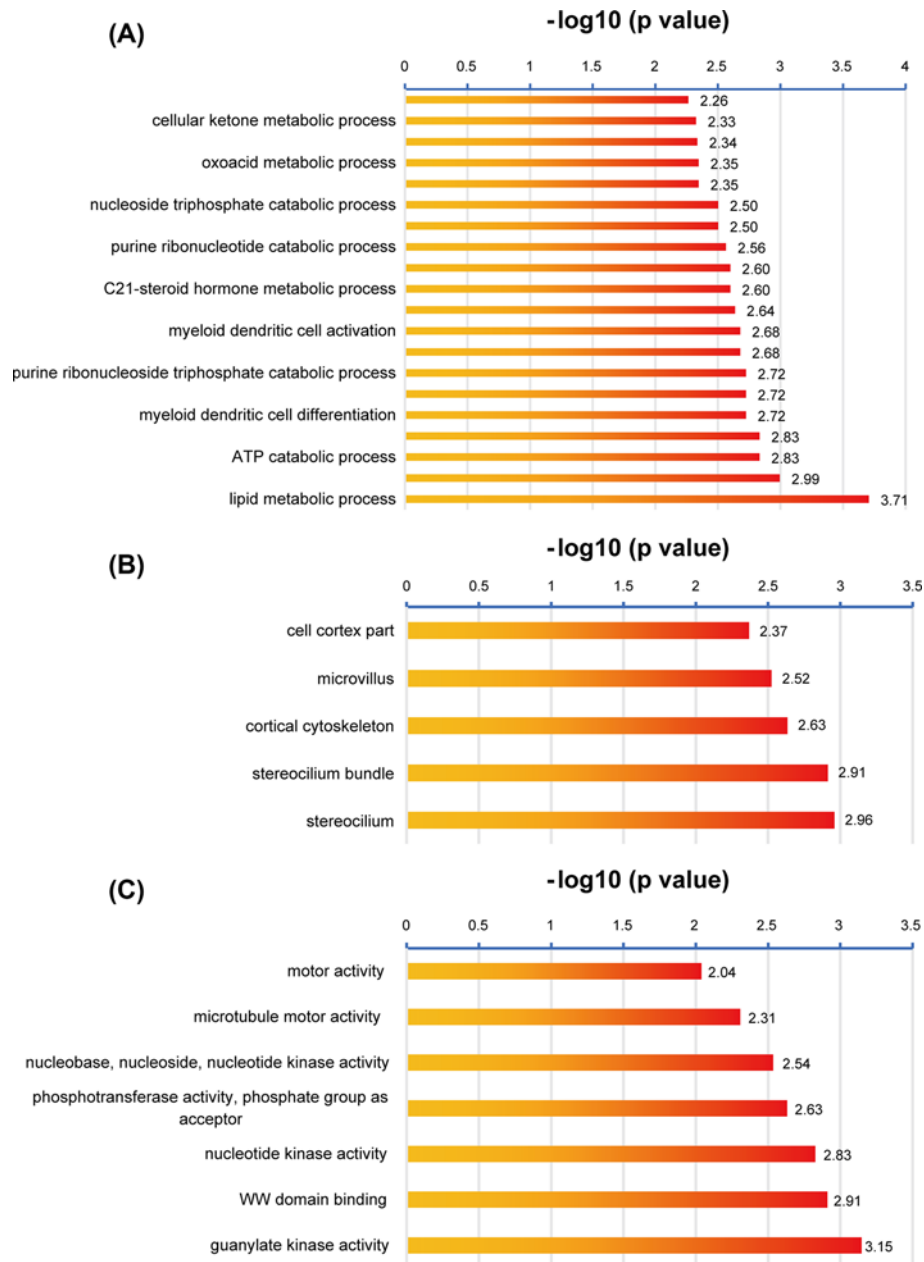 (A)
-log10 (p value)
0 0.5 1 1.5 2 2.5 3 3.5 4
2.26
cellular ketone metabolic process 2.33
2.34
oxoacid metabolic process 2.35
2.35
nucleoside triphosphate catabolic process 2.50
2.50
purine ribonucleotide catabolic process 2.56
2.60
C21-steroid hormone metabolic process 2.60
2.64
myeloid dendritic cell activation 2.68
2.68
purine ribonucleoside triphosphate catabolic process 2.72
2.72
myeloid dendritic cell differentiation 2.72
2.83
ATP catabolic process 2.83
2.99
lipid metabolic process 3.71
(B)
-log10 (p value)
0 0.5 1 1.5 2 2.5 3 3.5
cell cortex part 2.37
microvillus 2.52
cortical cytoskeleton 2.63
stereocilium bundle 2.91
stereocilium 2.96
(C)
-log10 (p value)
0 0.5 1 1.5 2 2.5 3 3.5
motor activity 2.04
microtubule motor activity 2.31
nucleobase, nucleoside, nucleotide kinase activity 2.54
phosphotransferase activity, phosphate group as
acceptor 2.63
nucleotide kinase activity 2.83
WW domain binding 2.91
guanylate kinase activity 3.15